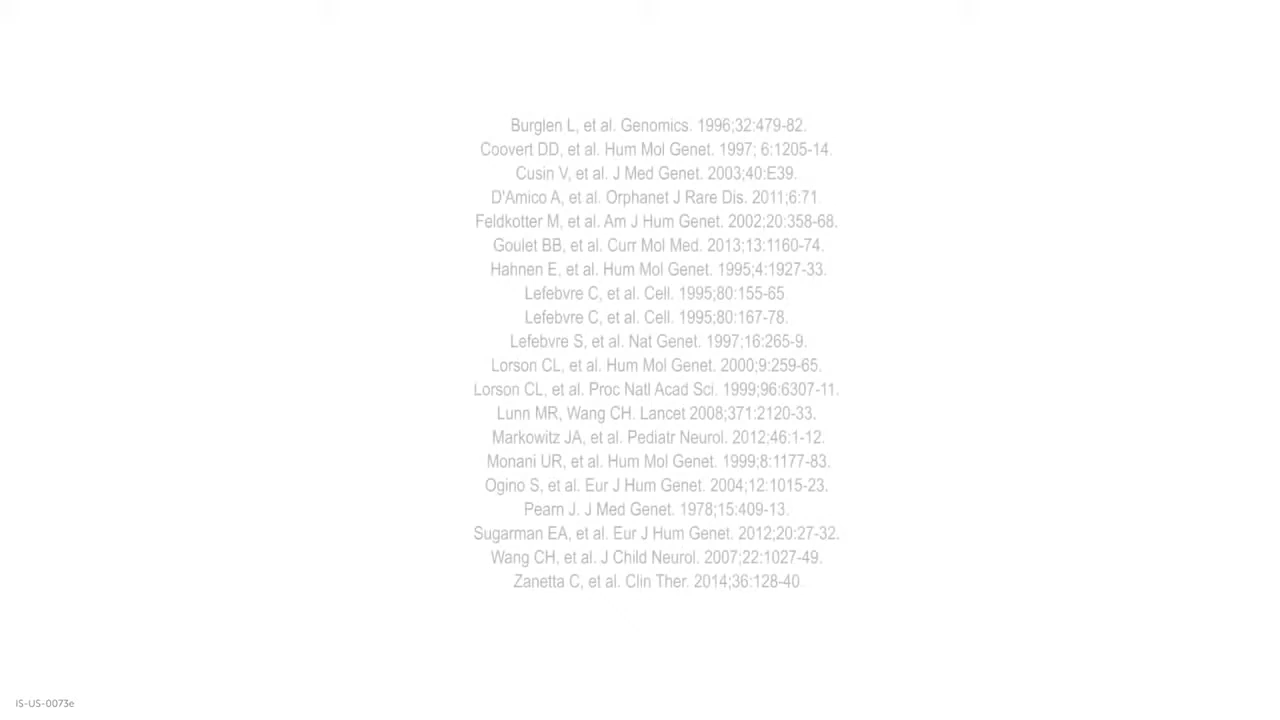 Burglen L, et al. Genomics. 1996;32:479-82.
Coovert DD, et al. Hum Mol Genet. 1997; 6:1205-14.
Cusin V, et al. J Med Genet. 2003;40:E39.
D'Amico A, et al. Orphanet J Rare Dis. 2011;6:71.
Feldkotter M, et al. Am J Hum Genet. 2002;20:358-68.
Goulet BB, et al. Curr Mol Med. 2013;13:1160-74.
Hahnen E, et al. Hum Mol Genet. 1995;4:1927-33.
Lefebvre C, et al. Cell. 1995;80:155-65.
Lefebvre C, et al. Cell. 1995;80:167-78.
Lefebvre S, et al. Nat Genet. 1997;16:265-9.
Lorson CL, et al. Hum Mol Genet. 2000;9:259-65.
Lorson CL, et al. Proc Natl Acad Sci. 1999;96:6307-11.
Lunn MR, Wang CH. Lancet 2008;371:2120-33.
Markowitz JA, et al. Pediatr Neurol. 2012;46:1-12.
Monani UR, et al. Hum Mol Genet. 1999;8:1177-83.
Ogino S, et al. Eur J Hum Genet. 2004;12:1015-23.
Pearn J. J Med Genet. 1978;15:409-13.
Sugarman EA, et al. Eur J Hum Genet. 2012;20:27-32.
Wang CH, et al. J Child Neurol. 2007;22:1027-49.
Zanetta C, et al. Clin Ther. 2014;36:128-40.
IS-US-0073e